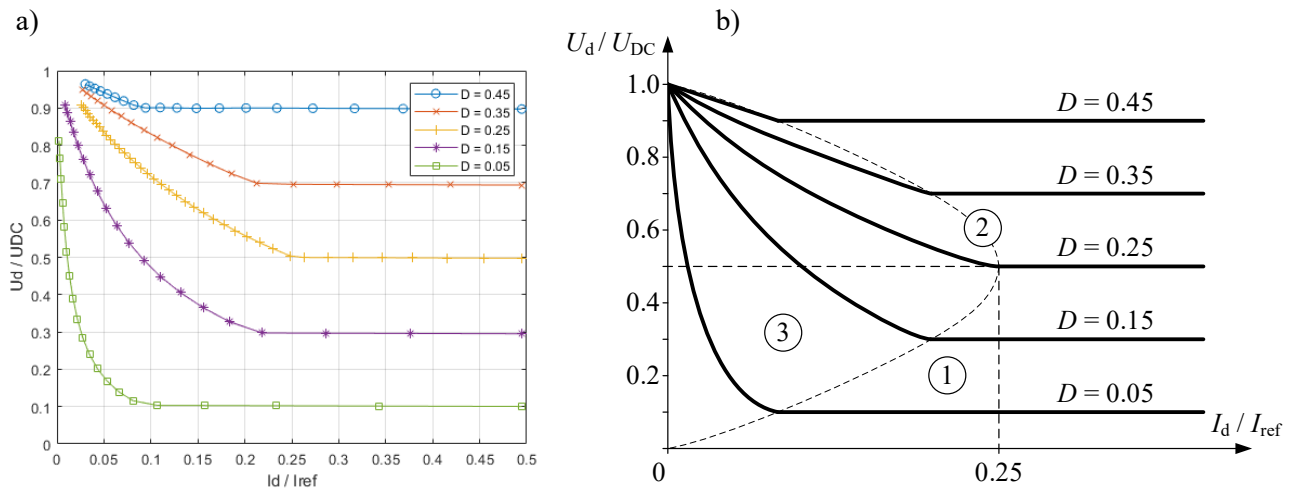 a)
1
0.9
0.8
0.7
0.6
0.5
0.4
0.3
0.2
0.1
0
Ud / UDC
0
0.05
0.1
0.15
0.2
0.25
0.3
0.35
0.4
0.45
0.5
Id / Iref
D = 0.45
D = 0.35
D = 0.25
D = 0.15
D = 0.05
b)
Ud / UDC
1.0
0.8
0.6
0.4
0.2
0
0.25
Id / Iref
D = 0.45
D = 0.35
D = 0.25
D = 0.15
D = 0.05
2
3
1